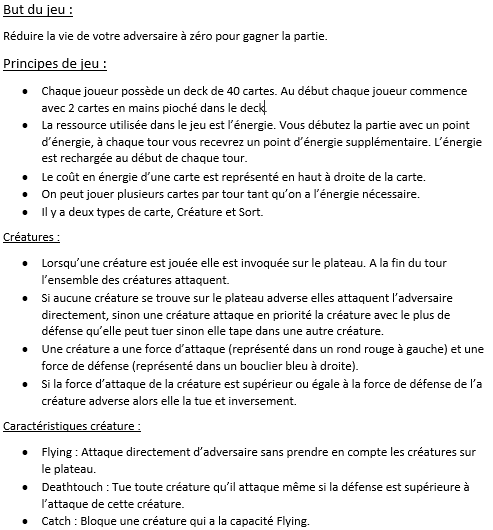 But du jeu :
Réduire la vie de votre adversaire à zéro pour gagner la partie.
Principes de jeu :
• Chaque joueur possède un deck de 40 cartes. Au début chaque joueur commence
avec 2 cartes en mains pioché dans le deck.
• La ressource utilisée dans le jeu est l’énergie. Vous débutez la partie avec un point
d’énergie, à chaque tour vous recevrez un point d’énergie supplémentaire. L’énergie
est rechargée au début de chaque tour.
• Le coût en énergie d’une carte est représenté en haut à droite de la carte.
• On peut jouer plusieurs cartes par tour tant qu’on a l’énergie nécessaire.
• Il y a deux types de carte, Créature et Sort.
Créatures :
• Lorsqu’une créature est jouée elle est invoquée sur le plateau. A la fin du tour
l’ensemble des créatures attaquent.
• Si aucune créature se trouve sur le plateau adverse elles attaquent l’adversaire
directement, sinon une créature attaque en priorité la créature avec le plus de
défense qu’elle peut tuer sinon elle tape dans une autre créature.
• Une créature a une force d’attaque (représenté dans un rond rouge à gauche) et une
force de défense (représenté dans un bouclier bleu à droite).
• Si la force d’attaque de la créature est supérieur ou égale à la force de défense de l’a
créature adverse alors elle la tue et inversement.
Caractéristiques créature :
• Flying : Attaque directement d’adversaire sans prendre en compte les créatures sur
le plateau.
• Deathtouch : Tue toute créature qu’il attaque même si la défense est supérieure à
l’attaque de cette créature.
• Catch : Bloque une créature qui a la capacité Flying.